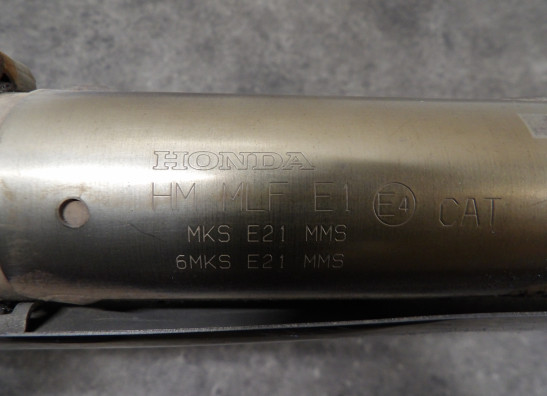 HONDA
HM MLF E1 E4 CAT
MKS E21 MMS
6MKS E21 MMS